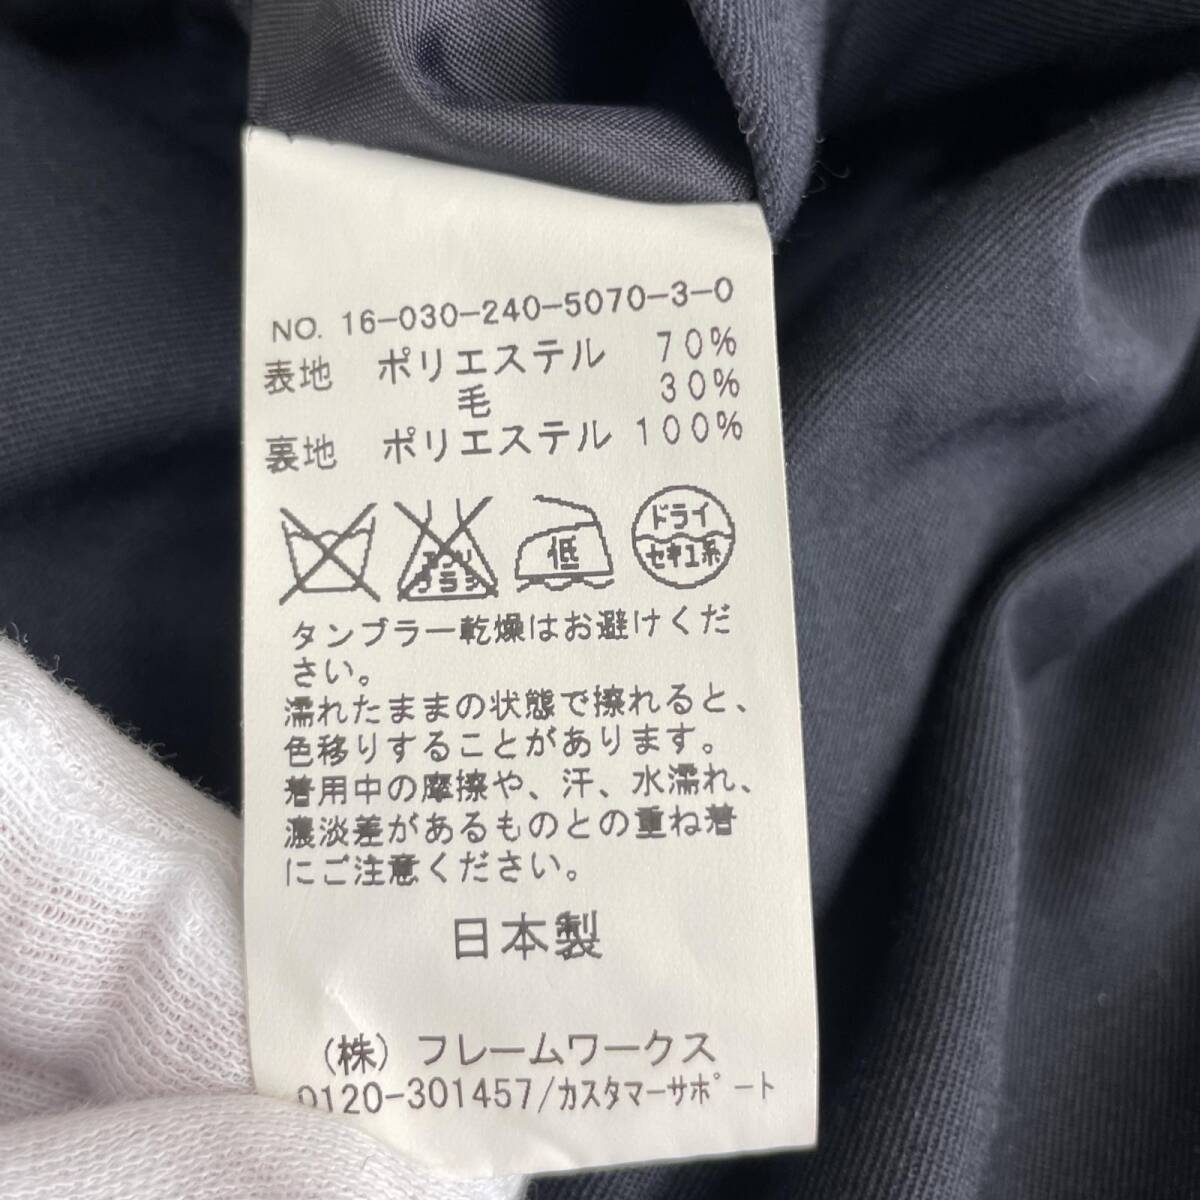 NO. 16-030-240-5070-3-0
表地 ポリエステル 70%
毛 30%
裏地 ポリエステル 100%
低
ドライ
セキユ系
タンブラー乾燥はお避けくだ
さい。
濡れたままの状態で擦れると、
色移りすることがあります。
着用中の摩擦や、汗、水濡れ、
濃淡差があるものとの重ね着
にご注意ください。
日本製
(株) フレームワークス
0120-301457/カスタマーサポート